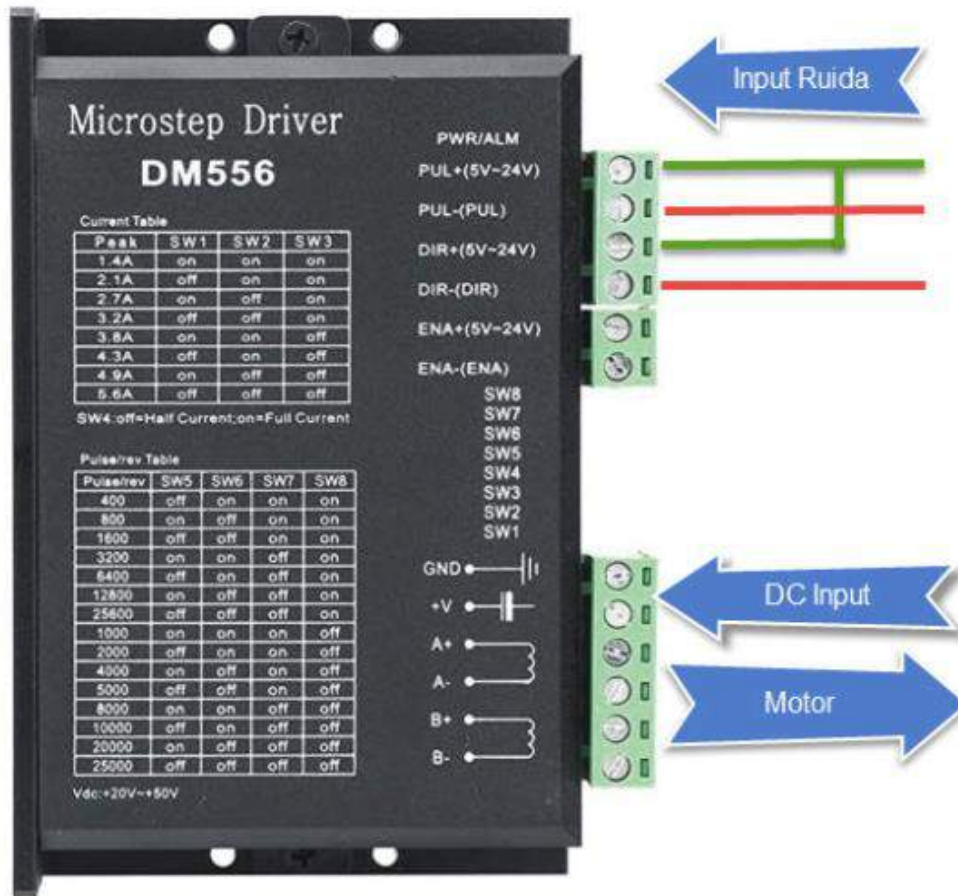 Input Ruida
Microstep Driver
DM556
PWR/ALM
PUL+(5V~24V)
PUL-(PUL)
DIR+(5V~24V)
DIR-(DIR)
ENA+(5V~24V)
ENA-(ENA)
Current Table
Peak SW1 SW2 SW3
1.4A on on on
2.1A off on on
2.7A on off on
3.2A off off on
3.8A on on off
4.3A off on off
4.9A on off off
5.6A off off off
SW4:off=Half Current;on=Full Current
SW8
SW7
SW6
SW5
SW4
SW3
SW2
SW1
Pulse/rev Table
Pulse/rev SW5 SW6 SW7 SW8
400 off on on on
800 on off on on
1600 off off on on
3200 on on off on
6400 off on off on
12800 on off off on
25600 off off off on
1000 on on on off
2000 off on on off
4000 on off on off
5000 off off on off
8000 on on off off
10000 off on off off
20000 on off off off
25000 off off off off
Vdc:+20V~+50V
GND
+V
A+
A-
B+
B-
DC Input
Motor